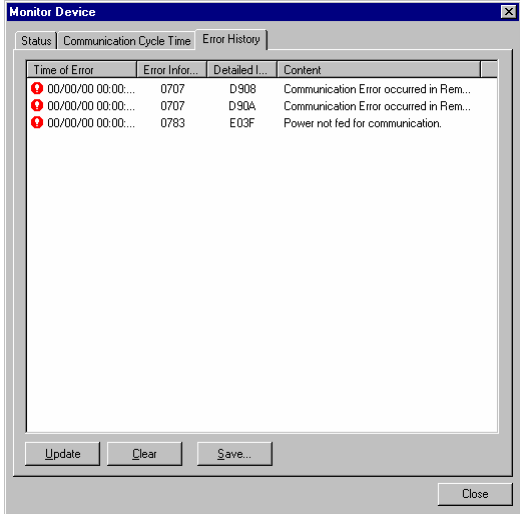 Monitor Device
Status Communication Cycle Time Error History
Time of Error Error Infor... Detailed I... Content
00/00/00 00:00:... 0707 D908 Communication Error occurred in Rem...
00/00/00 00:00:... 0707 D90A Communication Error occurred in Rem...
00/00/00 00:00:... 0783 E03F Power not fed for communication.
Update Clear Save...
Close